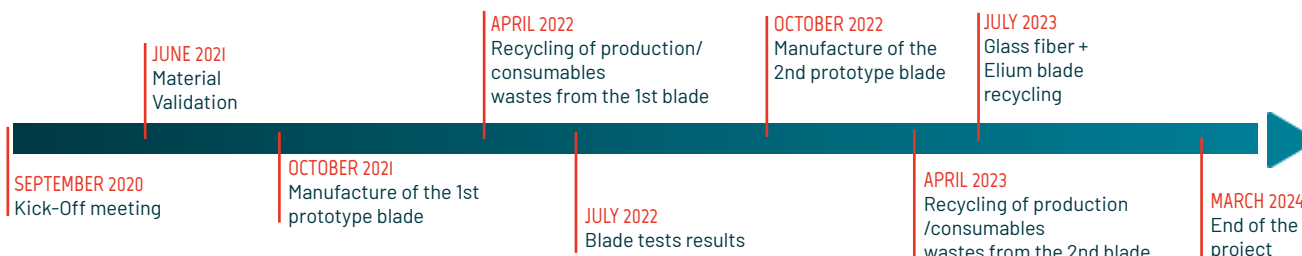 SEPTEMBER 2020
Kick-Off meeting
JUNE 2021
Material
Validation
OCTOBER 2021
Manufacture of the 1st
prototype blade
APRIL 2022
Recycling of production/
consumables
wastes from the 1st blade
JULY 2022
Blade tests results
OCTOBER 2022
Manufacture of the
2nd prototype blade
APRIL 2023
Recycling of production
/consumables
wastes from the 2nd blade
JULY 2023
Glass fiber +
Elium blade
recycling
MARCH 2024
End of the
project